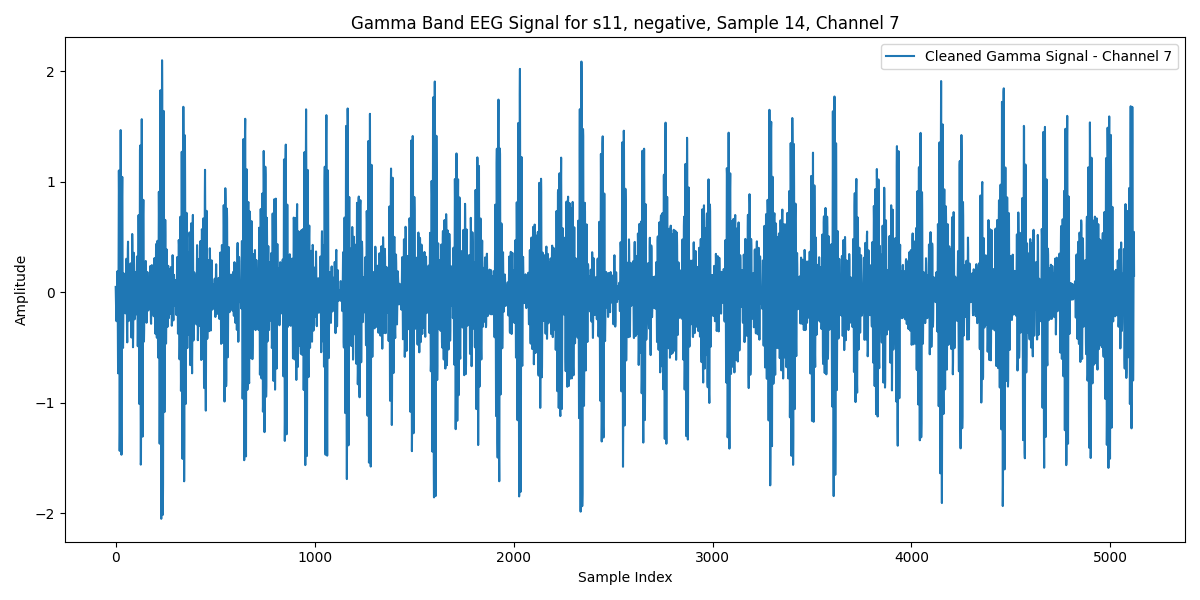 Gamma Band EEG Signal for s11, negative, Sample 14, Channel 7
Cleaned Gamma Signal - Channel 7
Amplitude
2
1
0
−1
−2
0 1000 2000 3000 4000 5000
Sample Index